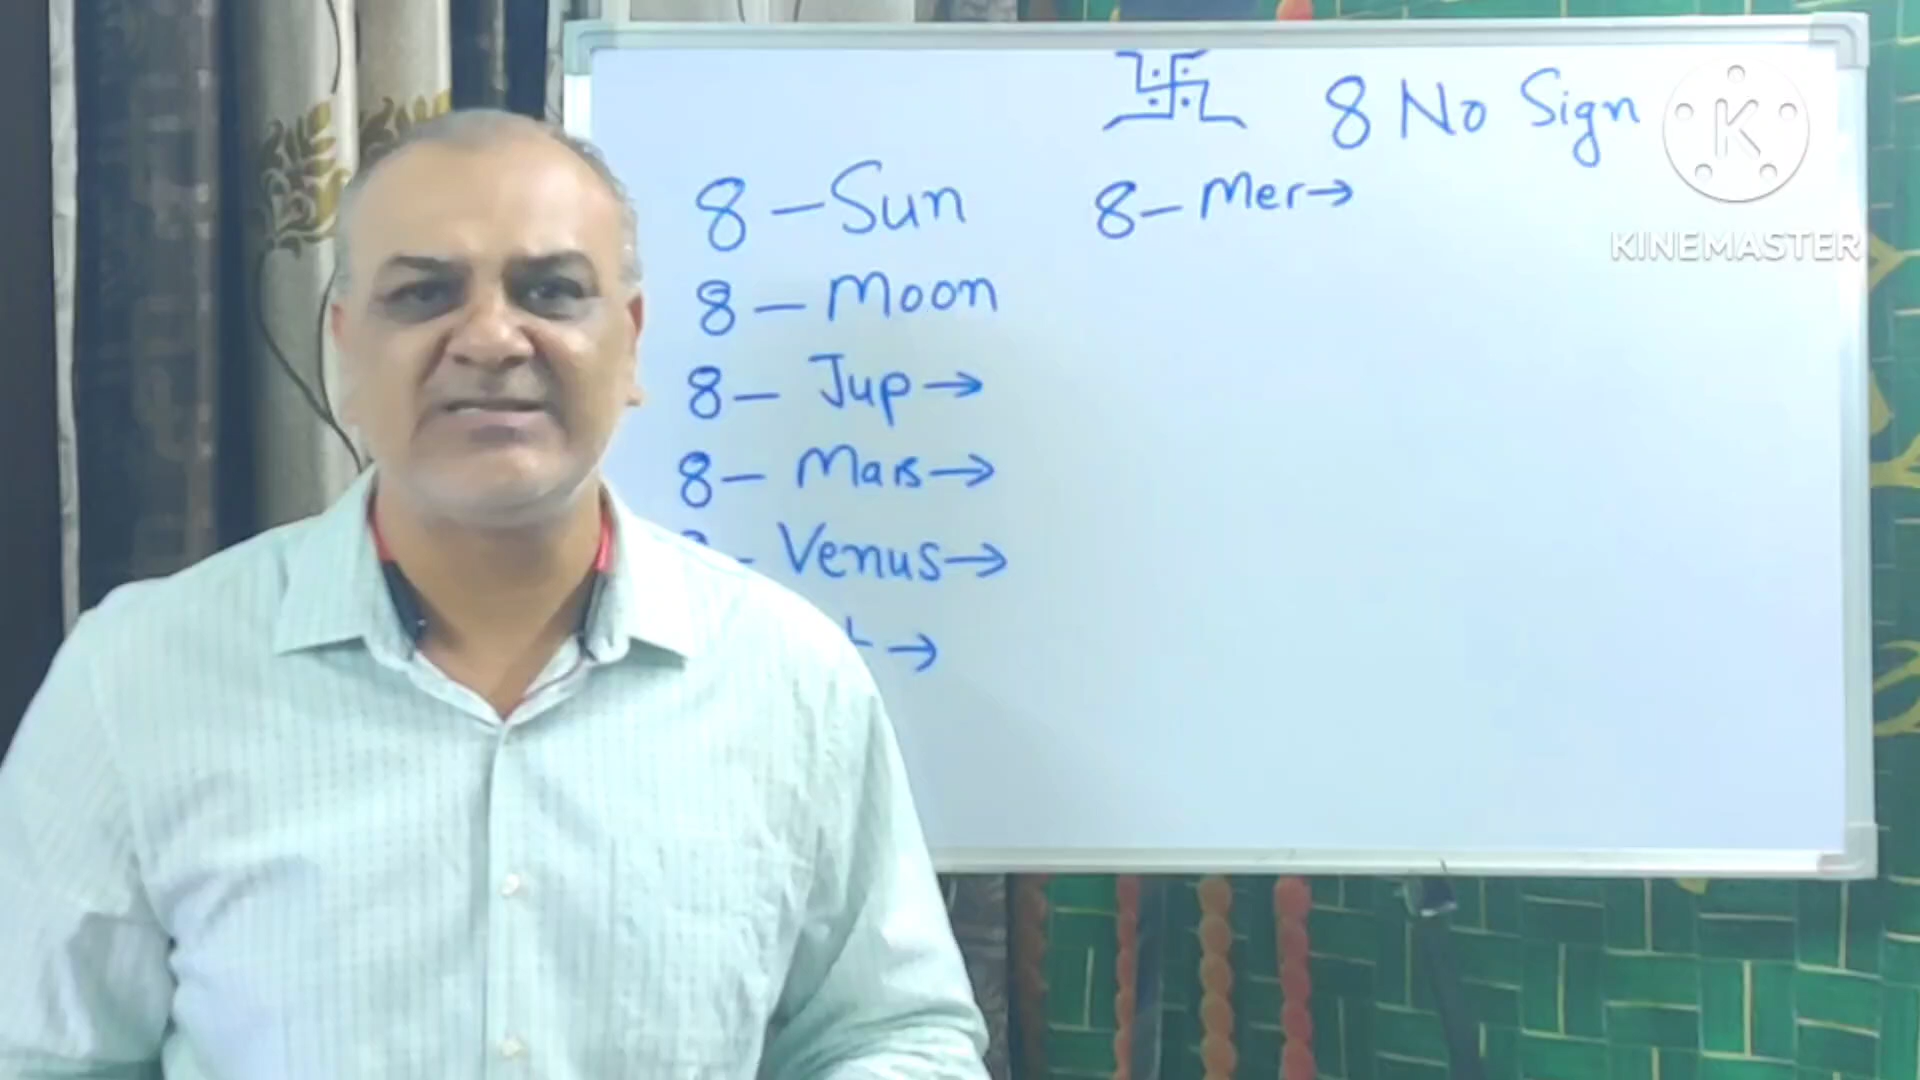 8 No Sign
8 - Sun
8 - Moon
8 - Jup →
8 - Mars →
- Venus →
→
8 - Mer →
K
KINEMASTER